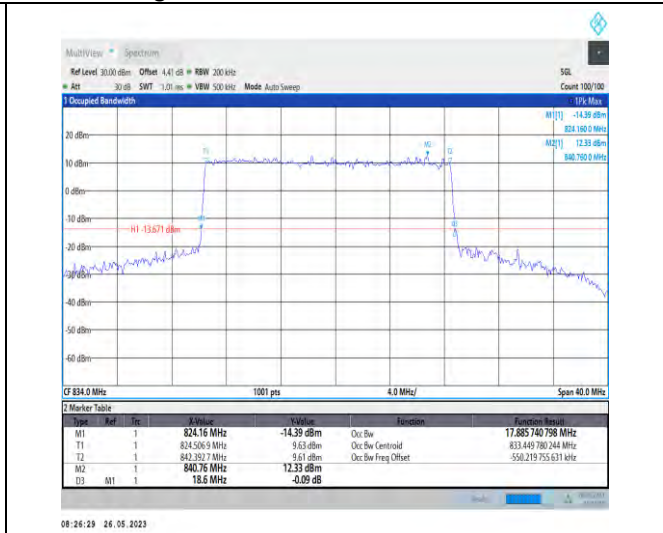 MultiView Spectrum
Ref Level 30.00 dBm Offset 4.41 dB RBW 200 kHz SGL
Att 30 dB SWT 1.01 ms VBW 500 kHz Mode Auto Sweep Count 100/100
1 Occupied Bandwidth 1Pk Max
M1[1] -14.39 dBm
824.160 0 MHz
M2[1] 12.33 dBm
840.760 0 MHz
20 dBm
T1 M2 T2
10 dBm
0 dBm
-10 dBm
H1 -13.671 dBm
-20 dBm
-30 dBm
-40 dBm
-50 dBm
-60 dBm
CF 834.0 MHz 1001 pts 4.0 MHz/ Span 40.0 MHz
2 Marker Table
Type Ref Trc X-Value Y-Value Function Function Result
M1 1 824.16 MHz -14.39 dBm Occ Bw 17.885 740 798 MHz
T1 1 824.506 9 MHz 9.63 dBm Occ Bw Centroid 833.449 780 244 MHz
T2 1 842.392 7 MHz 9.61 dBm Occ Bw Freq Offset -550.219 755 631 kHz
M2 1 840.76 MHz 12.33 dBm
D3 M1 1 18.6 MHz -0.09 dB
08:26:29 26.05.2023